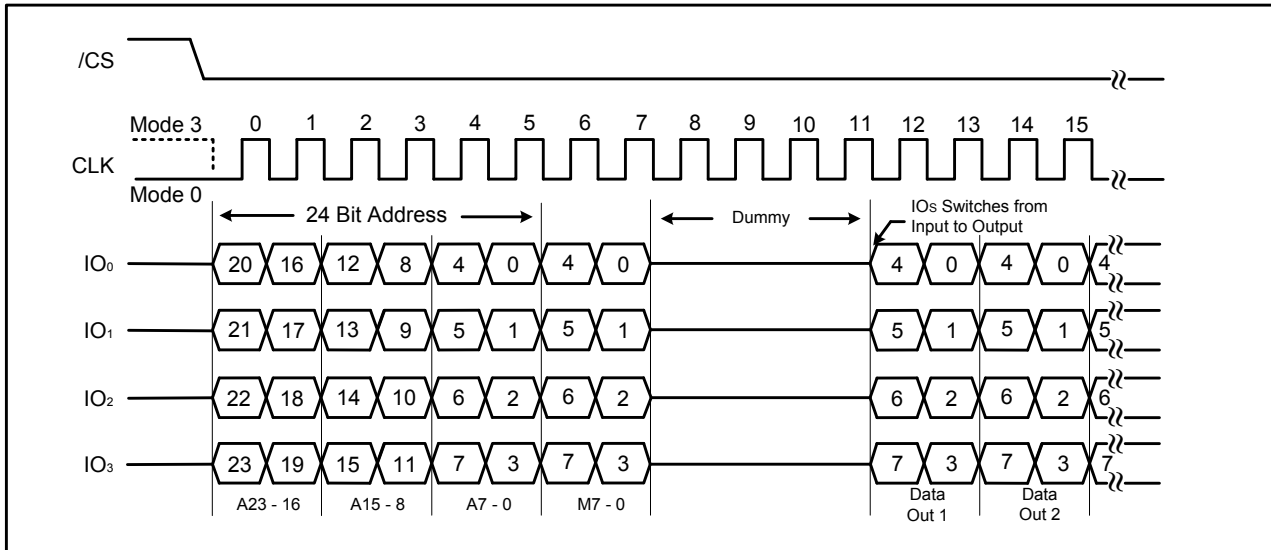 /CS
Mode 3 0 1 2 3 4 5 6 7 8 9 10 11 12 13 14 15
CLK
Mode 0
24 Bit Address Dummy IOs Switches from
Input to Output
IO₀ 20 16 12 8 4 0 4 0 4 0 4 0 4
IO₁ 21 17 13 9 5 1 5 1 5 1 5 1 5
IO₂ 22 18 14 10 6 2 6 2 6 2 6 2 6
IO₃ 23 19 15 11 7 3 7 3 7 3 7 3 7
A23 - 16 A15 - 8 A7 - 0 M7 - 0 Data Data
Out 1 Out 2